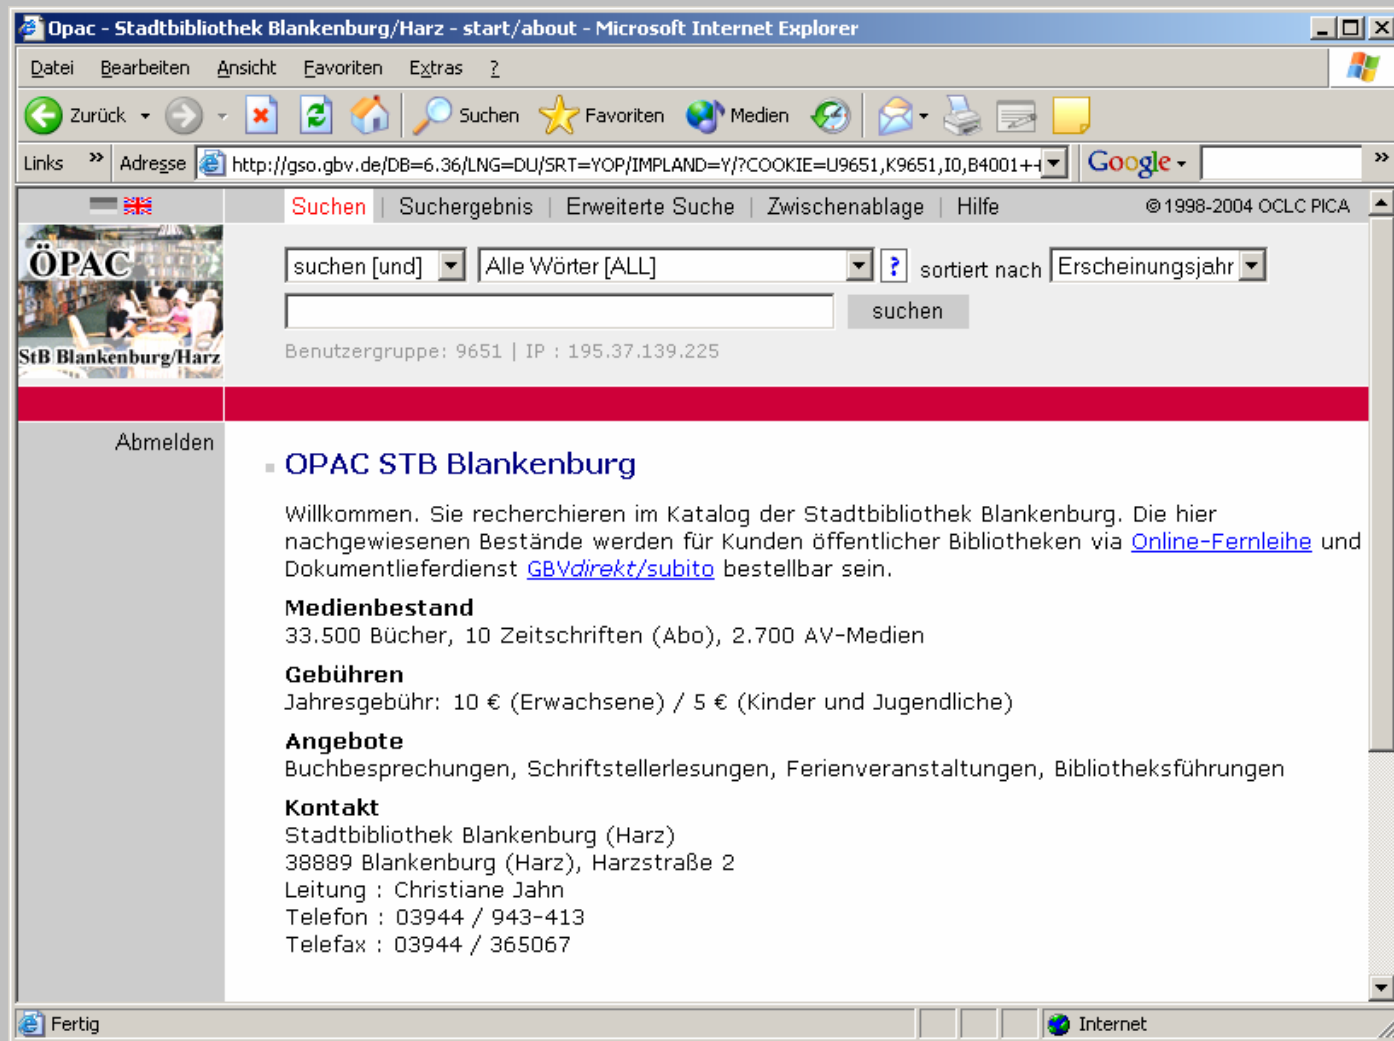 Opac - Stadtbibliothek Blankenburg/Harz - start/about - Microsoft Internet Explorer
Datei Bearbeiten Ansicht Favoriten Extras ?
Zurück Suchen Favoriten Medien
Links » Adresse http://gso.gbv.de/DB=6.36/LNG=DU/SRT=YOP/IMPLAND=Y/?COOKIE=U9651,K9651,I0,B4001++ Google »
Suchen | Suchergebnis | Erweiterte Suche | Zwischenablage | Hilfe © 1998-2004 OCLC PICA
ÖPAC
StB Blankenburg/Harz
suchen [und] Alle Wörter [ALL] ? sortiert nach Erscheinungsjahr
suchen
Benutzergruppe: 9651 | IP : 195.37.139.225
Abmelden
OPAC STB Blankenburg
Willkommen. Sie recherchieren im Katalog der Stadtbibliothek Blankenburg. Die hier
nachgewiesenen Bestände werden für Kunden öffentlicher Bibliotheken via Online-Fernleihe und
Dokumentlieferdienst GBVdirekt/subito bestellbar sein.
Medienbestand
33.500 Bücher, 10 Zeitschriften (Abo), 2.700 AV-Medien
Gebühren
Jahresgebühr: 10 € (Erwachsene) / 5 € (Kinder und Jugendliche)
Angebote
Buchbesprechungen, Schriftstellerlesungen, Ferienveranstaltungen, Bibliotheksführungen
Kontakt
Stadtbibliothek Blankenburg (Harz)
38889 Blankenburg (Harz), Harzstraße 2
Leitung : Christiane Jahn
Telefon : 03944 / 943-413
Telefax : 03944 / 365067
Fertig Internet